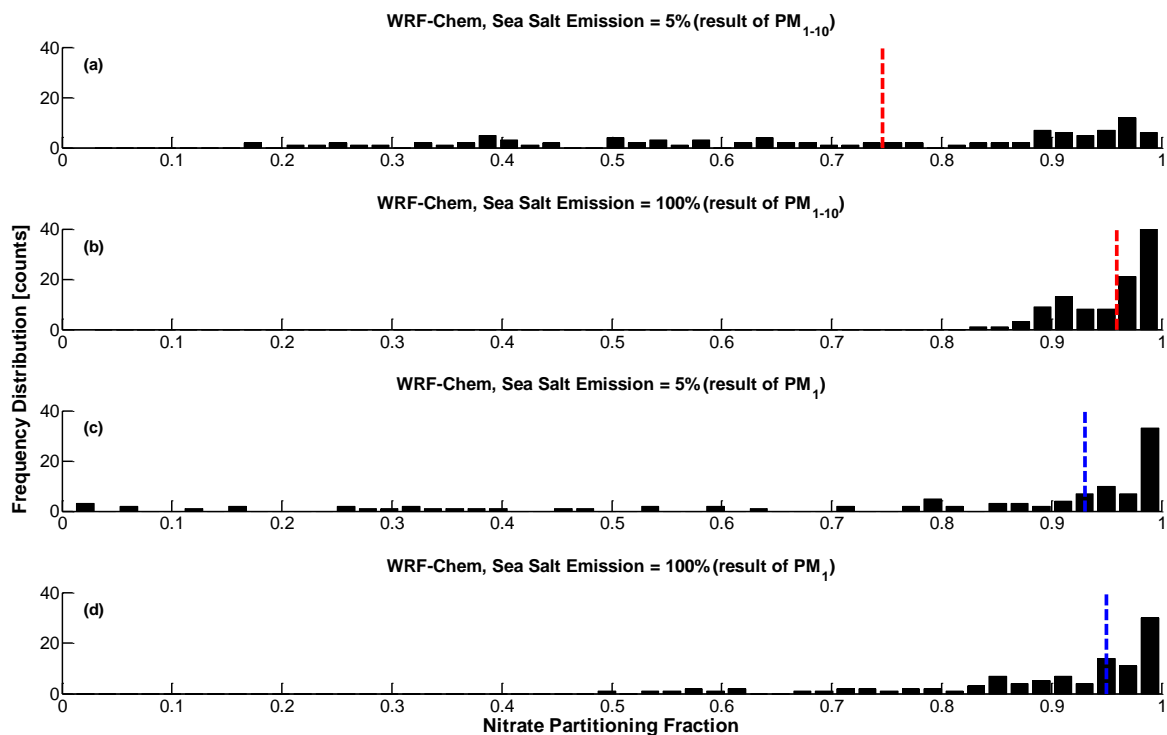 WRF-Chem, Sea Salt Emission = 5% (result of PM1-10)
40
(a)
20
0
0 0.1 0.2 0.3 0.4 0.5 0.6 0.7 0.8 0.9 1
WRF-Chem, Sea Salt Emission = 100% (result of PM1-10)
40
(b)
20
0
0 0.1 0.2 0.3 0.4 0.5 0.6 0.7 0.8 0.9 1
Frequency Distribution [counts]
WRF-Chem, Sea Salt Emission = 5% (result of PM1)
40
(c)
20
0
0 0.1 0.2 0.3 0.4 0.5 0.6 0.7 0.8 0.9 1
WRF-Chem, Sea Salt Emission = 100% (result of PM1)
40
(d)
20
0
0 0.1 0.2 0.3 0.4 0.5 0.6 0.7 0.8 0.9 1
Nitrate Partitioning Fraction